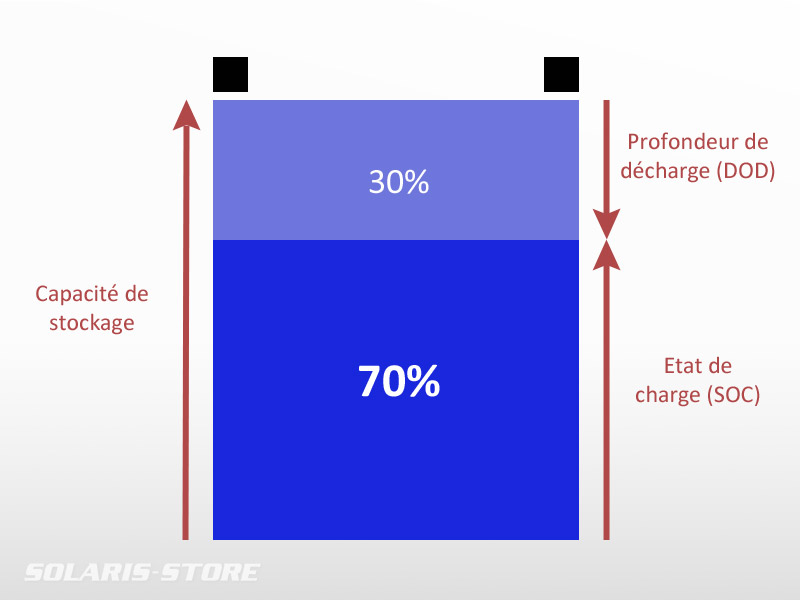 30%
Profondeur de
décharge (DOD)
Capacité de
stockage
70%
Etat de
charge (SOC)
SOLARIS-STORE